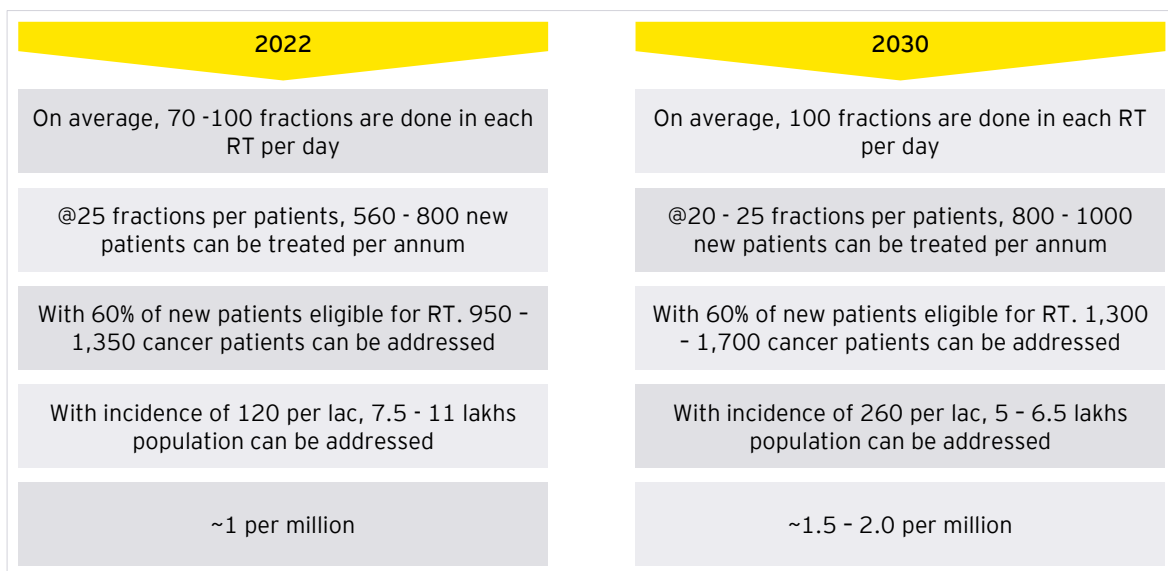 2022
On average, 70 -100 fractions are done in each
RT per day
@25 fractions per patients, 560 - 800 new
patients can be treated per annum
With 60% of new patients eligible for RT. 950 –
1,350 cancer patients can be addressed
With incidence of 120 per lac, 7.5 - 11 lakhs
population can be addressed
~1 per million
2030
On average, 100 fractions are done in each RT
per day
@20 - 25 fractions per patients, 800 - 1000
new patients can be treated per annum
With 60% of new patients eligible for RT. 1,300
– 1,700 cancer patients can be addressed
With incidence of 260 per lac, 5 – 6.5 lakhs
population can be addressed
~1.5 – 2.0 per million